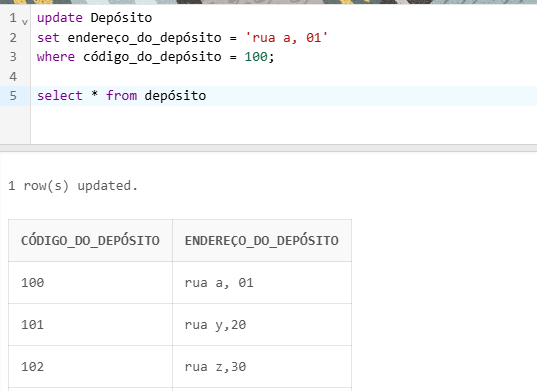 1 update Depósito
2 set endereço_do_depósito = 'rua a, 01'
3 where código_do_depósito = 100;
4
5 select * from depósito
1 row(s) updated.
CÓDIGO_DO_DEPÓSITO ENDEREÇO_DO_DEPÓSITO
100 rua a, 01
101 rua y,20
102 rua z,30